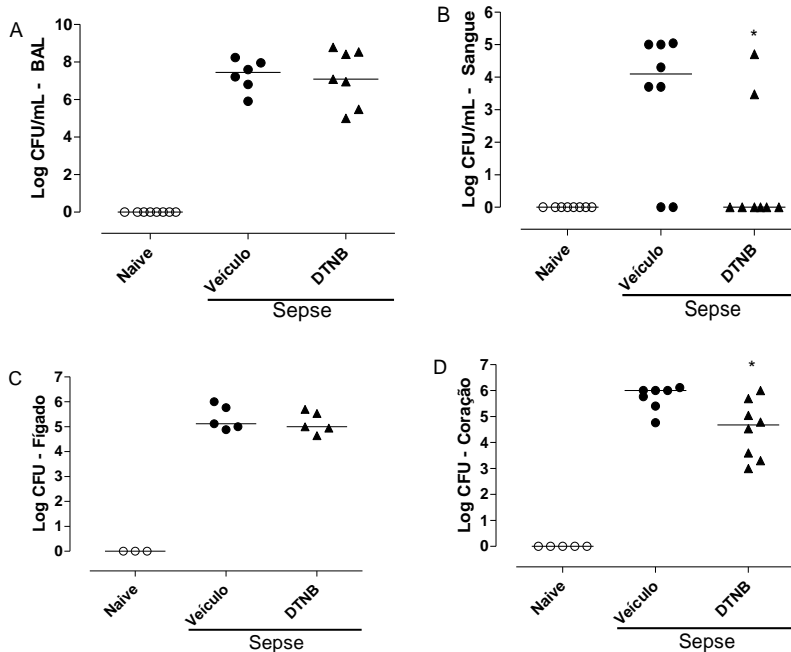 A
Log CFU/mL - BAL
10
8
6
4
2
0
Naive
Veículo
DTNB
Sepse
B
Log CFU/mL - Sangue
6
5
4
3
2
1
0
*
Naive
Veículo
DTNB
Sepse
C
Log CFU - Fígado
7
6
5
4
3
2
1
0
Naive
Veículo
DTNB
Sepse
D
Log CFU - Coração
7
6
5
4
3
2
1
0
*
Naive
Veículo
DTNB
Sepse